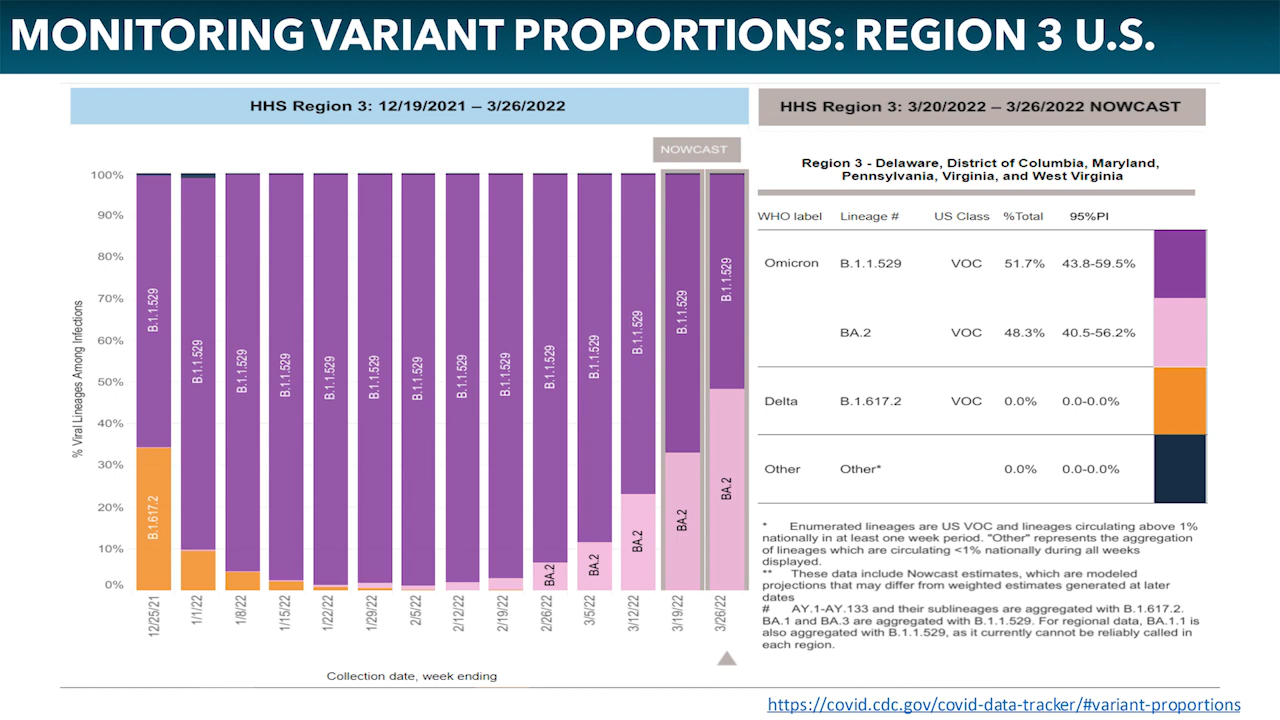 MONITORING VARIANT PROPORTIONS: REGION 3 U.S.
HHS Region 3: 12/19/2021 – 3/26/2022
NOWCAST
100%
90%
80%
70%
60%
50%
40%
30%
20%
10%
0%
% Viral Lineages Among Infections
B.1.1.529
B.1.617.2
B.1.1.529
B.1.1.529
B.1.1.529
B.1.1.529
B.1.1.529
B.1.1.529
B.1.1.529
B.1.1.529
B.1.1.529
BA.2
B.1.1.529
BA.2
B.1.1.529
BA.2
B.1.1.529
BA.2
B.1.1.529
BA.2
12/25/21
1/1/22
1/8/22
1/15/22
1/22/22
1/29/22
2/5/22
2/12/22
2/19/22
2/26/22
3/5/22
3/12/22
3/19/22
3/26/22
Collection date, week ending
HHS Region 3: 3/20/2022 – 3/26/2022 NOWCAST
Region 3 - Delaware, District of Columbia, Maryland,
Pennsylvania, Virginia, and West Virginia
WHO label Lineage # US Class %Total 95%PI
Omicron B.1.1.529 VOC 51.7% 43.8-59.5%
BA.2 VOC 48.3% 40.5-56.2%
Delta B.1.617.2 VOC 0.0% 0.0-0.0%
Other Other* 0.0% 0.0-0.0%
* Enumerated lineages are US VOC and lineages circulating above 1%
nationally in at least one week period. "Other" represents the aggregation
of lineages which are circulating <1% nationally during all weeks
displayed.
** These data include Nowcast estimates, which are modeled
projections that may differ from weighted estimates generated at later
dates
# AY.1-AY.133 and their sublineages are aggregated with B.1.617.2.
BA.1 and BA.3 are aggregated with B.1.1.529. For regional data, BA.1.1 is
also aggregated with B.1.1.529, as it currently cannot be reliably called in
each region.
https://covid.cdc.gov/covid-data-tracker/#variant-proportions